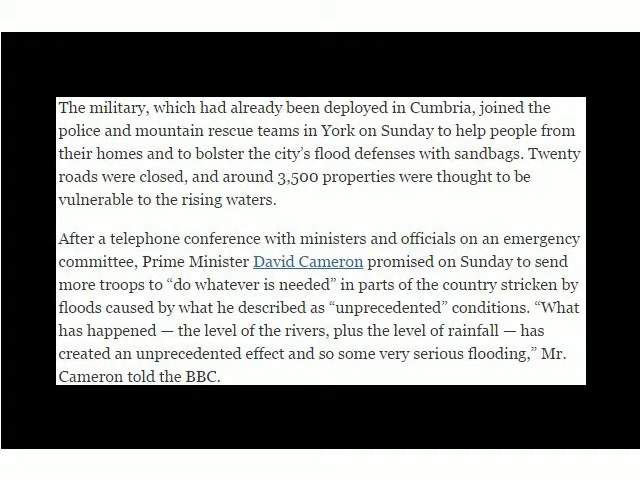 The military, which had already been deployed in Cumbria, joined the
police and mountain rescue teams in York on Sunday to help people from
their homes and to bolster the city’s flood defenses with sandbags. Twenty
roads were closed, and around 3,500 properties were thought to be
vulnerable to the rising waters.
After a telephone conference with ministers and officials on an emergency
committee, Prime Minister David Cameron promised on Sunday to send
more troops to “do whatever is needed” in parts of the country stricken by
floods caused by what he described as “unprecedented” conditions. “What
has happened — the level of the rivers, plus the level of rainfall — has
created an unprecedented effect and so some very serious flooding,” Mr.
Cameron told the BBC.